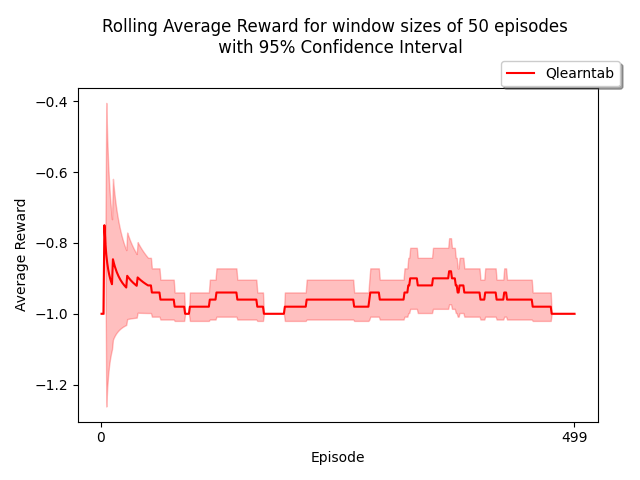 Rolling Average Reward for window sizes of 50 episodes
with 95% Confidence Interval
Qlearntab
−0.4
−0.6
−0.8
−1.0
−1.2
Average Reward
0
499
Episode